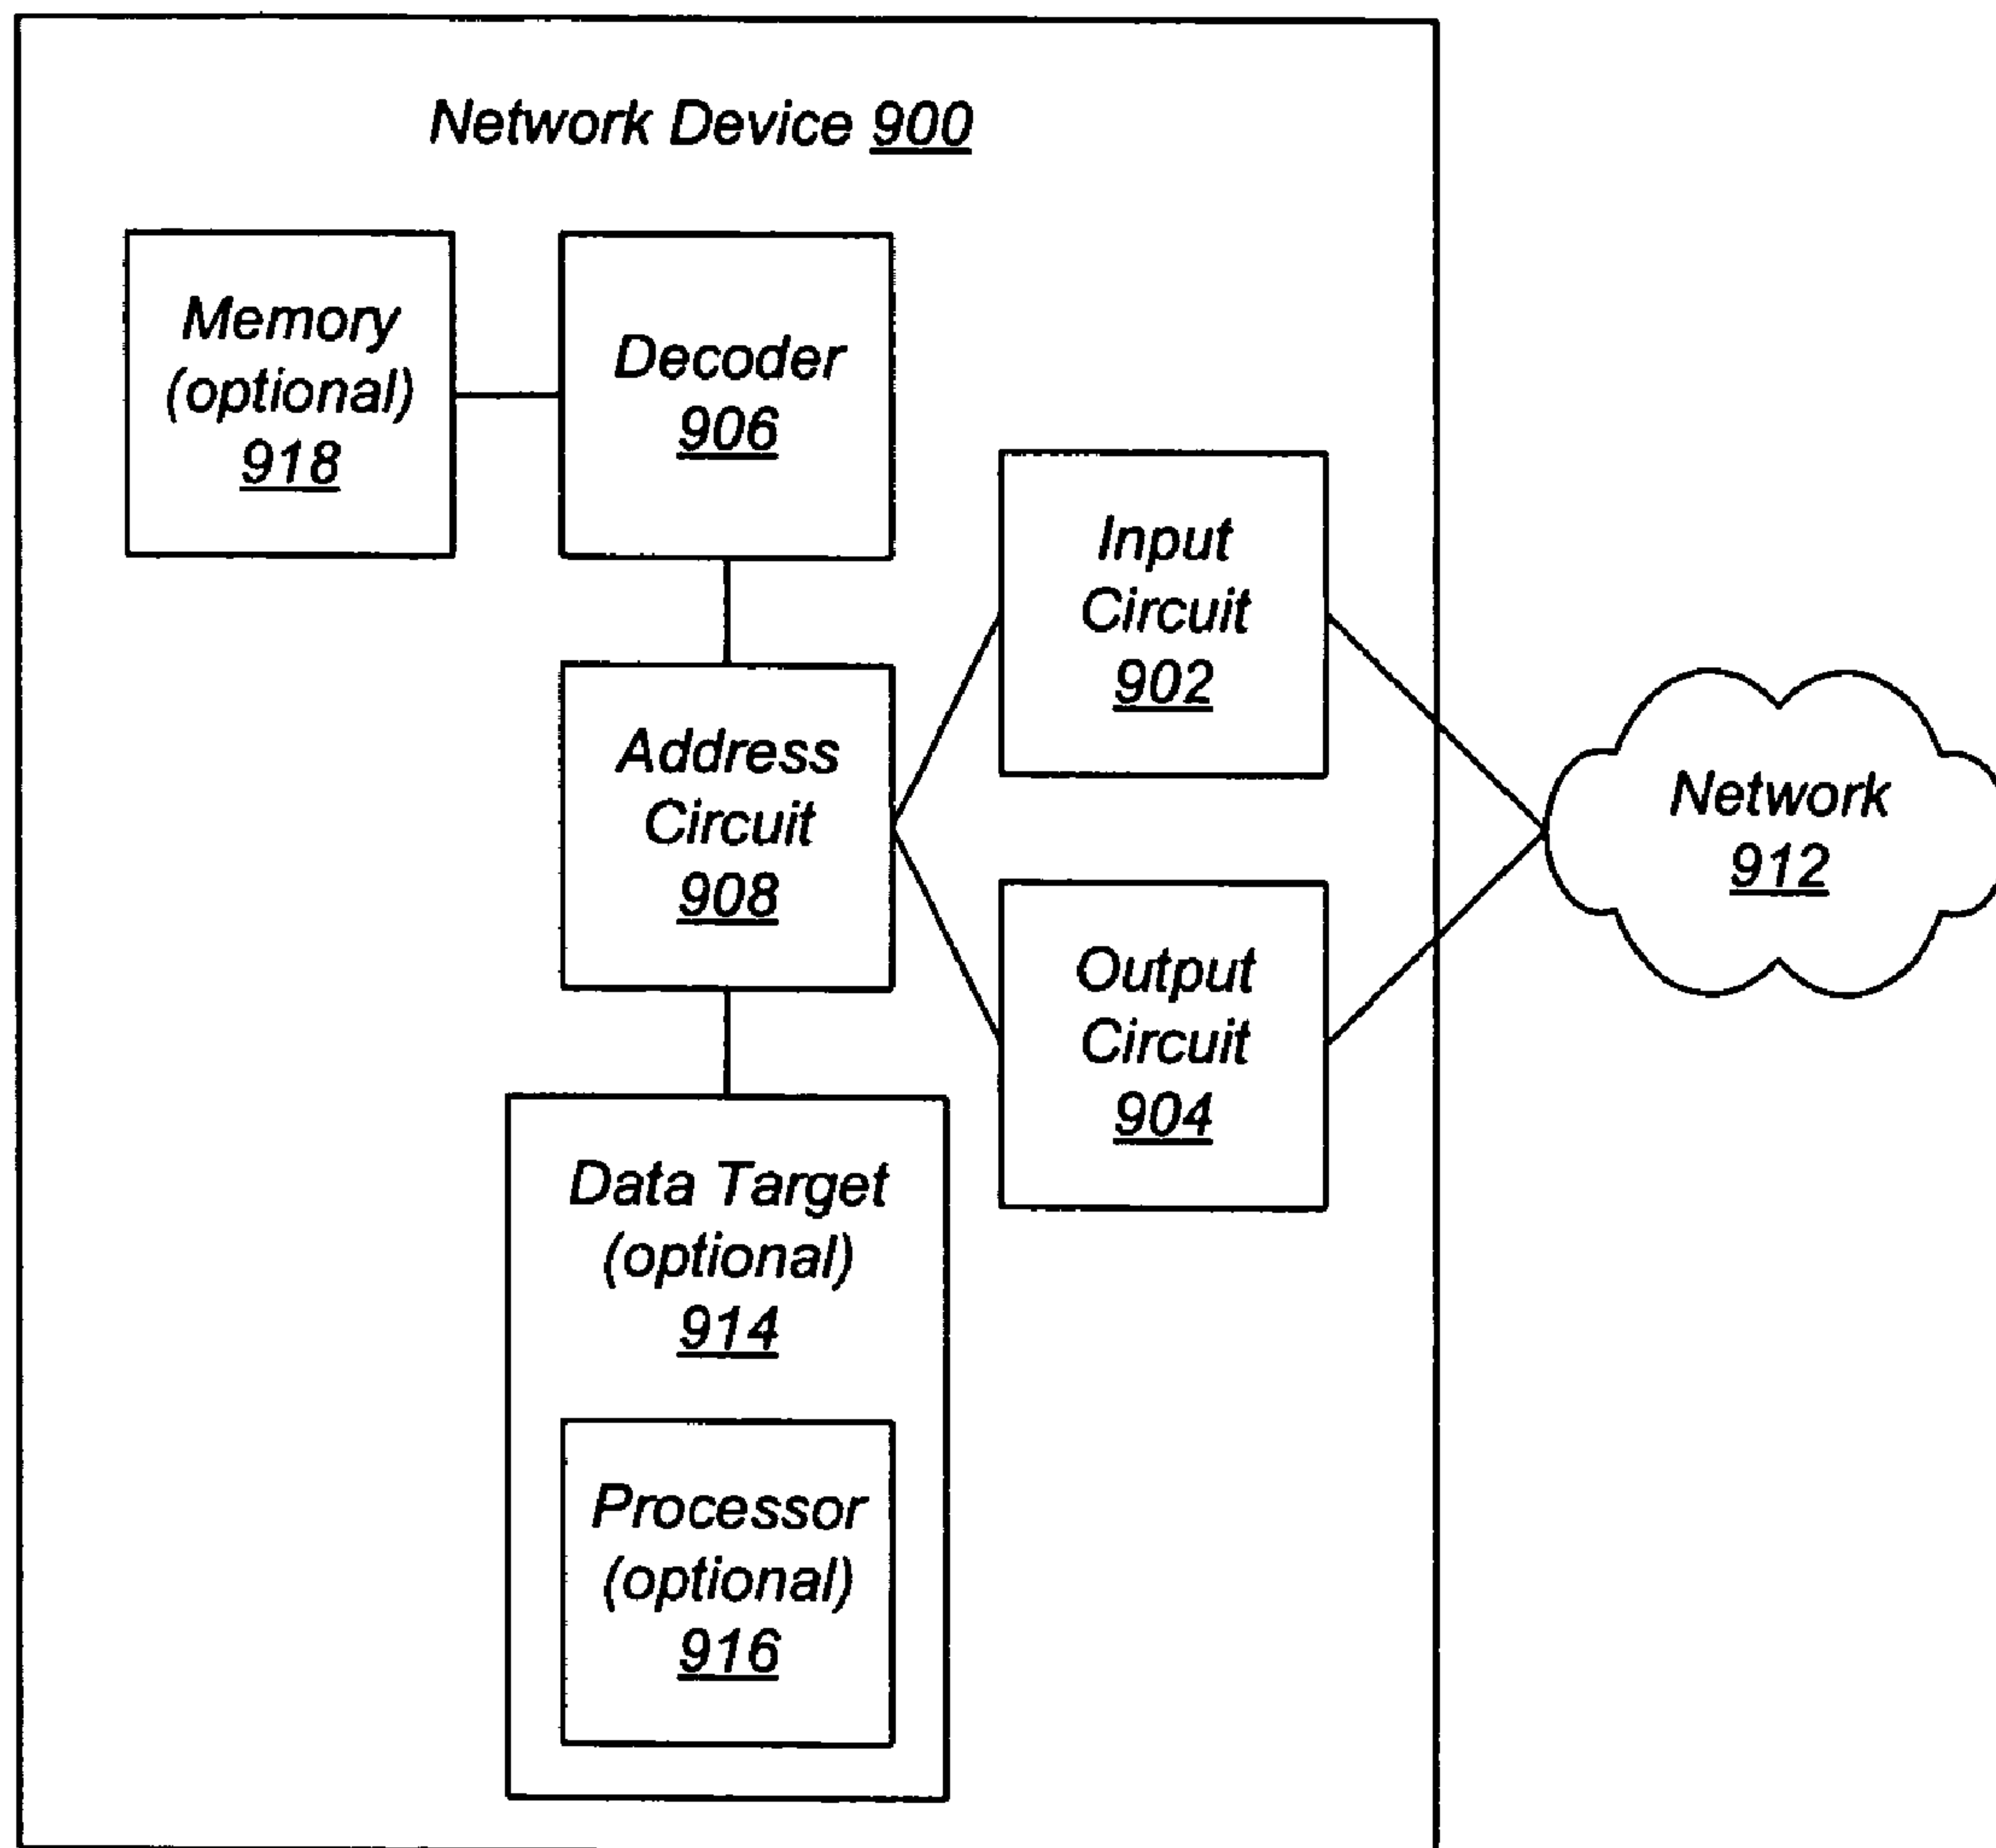 Network Device 900
Memory
(optional)
918
Decoder
906
Input
Circuit
902
Address
Circuit
908
Network
912
Output
Circuit
904
Data Target
(optional)
914
Processor
(optional)
916